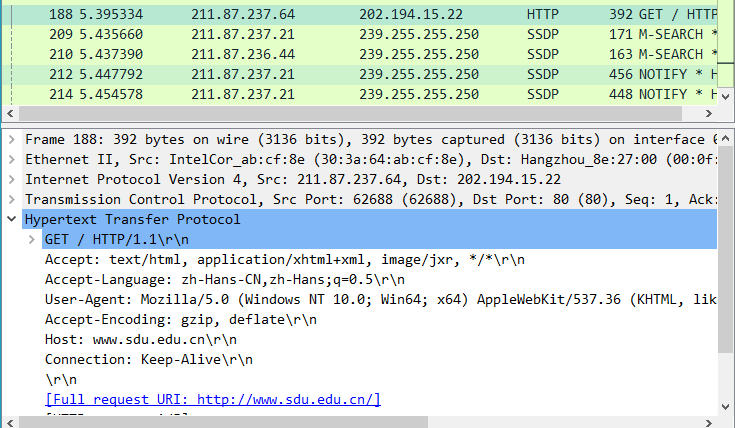 188 5.395334 211.87.237.64 202.194.15.22 HTTP 392 GET / HTTP
209 5.435660 211.87.237.21 239.255.255.250 SSDP 171 M-SEARCH *
210 5.437390 211.87.236.44 239.255.255.250 SSDP 163 M-SEARCH *
212 5.447792 211.87.237.21 239.255.255.250 SSDP 456 NOTIFY * H
214 5.454578 211.87.237.21 239.255.255.250 SSDP 448 NOTIFY * H
Frame 188: 392 bytes on wire (3136 bits), 392 bytes captured (3136 bits) on interface 0
Ethernet II, Src: IntelCor_ab:cf:8e (30:3a:64:ab:cf:8e), Dst: Hangzhou_8e:27:00 (00:0f:
Internet Protocol Version 4, Src: 211.87.237.64, Dst: 202.194.15.22
Transmission Control Protocol, Src Port: 62688 (62688), Dst Port: 80 (80), Seq: 1, Ack:
Hypertext Transfer Protocol
GET / HTTP/1.1\r\n
Accept: text/html, application/xhtml+xml, image/jxr, */*\r\n
Accept-Language: zh-Hans-CN,zh-Hans;q=0.5\r\n
User-Agent: Mozilla/5.0 (Windows NT 10.0; Win64; x64) AppleWebKit/537.36 (KHTML, lik
Accept-Encoding: gzip, deflate\r\n
Host: www.sdu.edu.cn\r\n
Connection: Keep-Alive\r\n
\r\n
[Full request URI: http://www.sdu.edu.cn/]